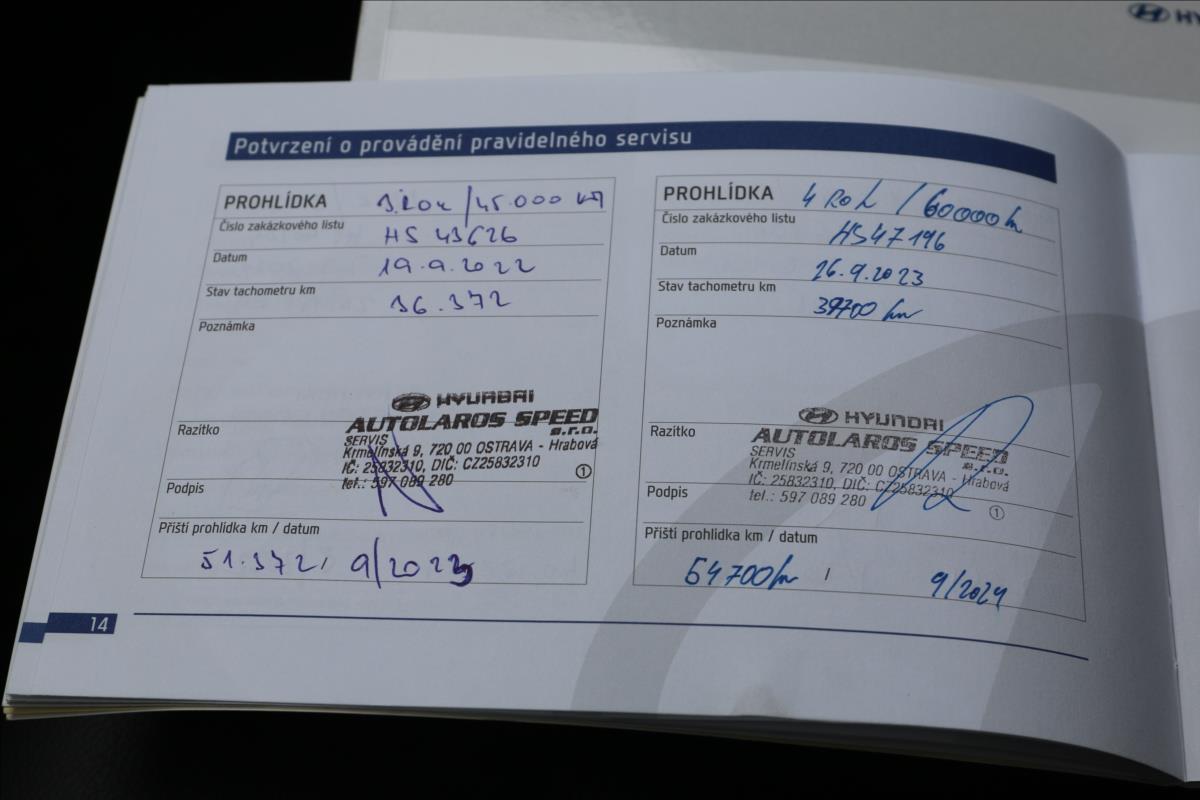 HY
Potvrzení o provádění pravidelného servisu
PROHLÍDKA 3.rok/45.000 km
Číslo zakázkového listu HS 43626
Datum 19.9.2022
Stav tachometru km 36.372
Poznámka
Razítko
HYUNDAI
AUTOLAROS SPEED
s.r.o.
SERVIS
Krmelínská 9, 720 00 OSTRAVA - Hrabová
IČ: 25832310, DIČ: CZ25832310
tel.: 597 089 280
1
Podpis
Příští prohlídka km / datum
51.372, 9/2023
PROHLÍDKA 4 rok /60000 km
Číslo zakázkového listu HS47196
Datum 26.9.2023
Stav tachometru km 39700 km
Poznámka
Razítko
HYUNDAI
AUTOLAROS SPEED
s.r.o.
SERVIS
Krmelínská 9, 720 00 OSTRAVA - Hrabová
IČ: 25832310, DIČ: CZ25832310
tel.: 597 089 280
1
Podpis
Příští prohlídka km / datum
54700 km / 9/2024
14